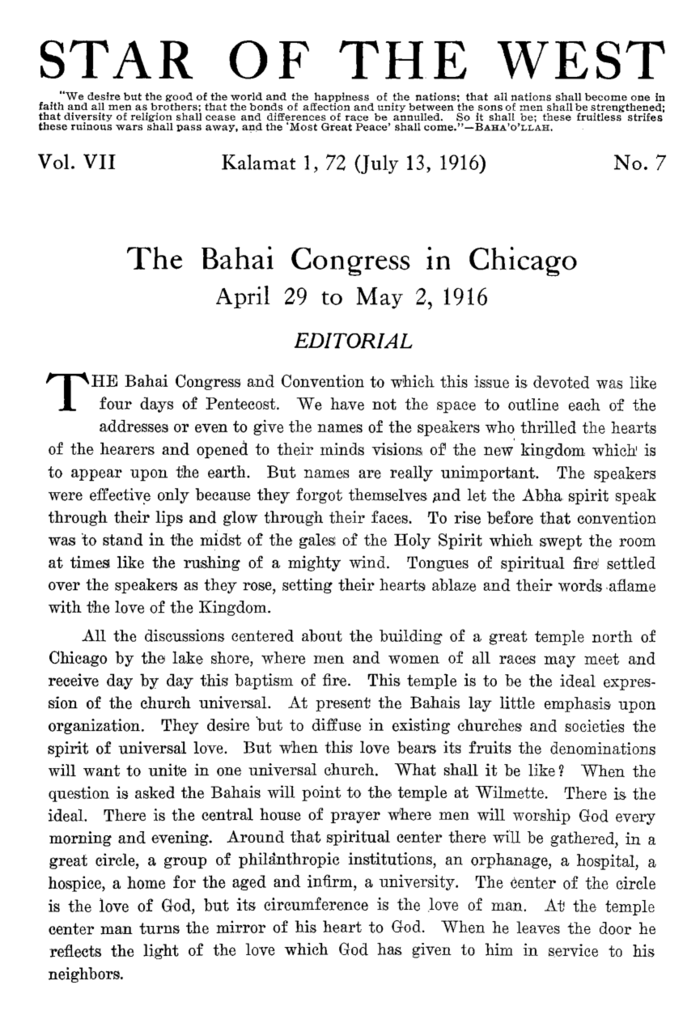 STAR OF THE WEST
"We desire but the good of the world and the happiness of the nations; that all nations shall become one in
faith and all men as brothers; that the bonds of affection and unity between the sons of men shall be strengthened;
that diversity of religion shall cease and differences of race be annulled. So it shall be; these fruitless strifes
these ruinous wars shall pass away, and the 'Most Great Peace' shall come."—BAHA'O'LLAH.
Vol. VII Kalamat 1, 72 (July 13, 1916) No. 7
The Bahai Congress in Chicago
April 29 to May 2, 1916
EDITORIAL
THE Bahai Congress and Convention to which this issue is devoted was like
four days of Pentecost. We have not the space to outline each of the
addresses or even to give the names of the speakers who thrilled the hearts
of the hearers and opened to their minds visions of the new kingdom which is
to appear upon the earth. But names are really unimportant. The speakers
were effective only because they forgot themselves and let the Abha spirit speak
through their lips and glow through their faces. To rise before that convention
was to stand in the midst of the gales of the Holy Spirit which swept the room
at times like the rushing of a mighty wind. Tongues of spiritual fire settled
over the speakers as they rose, setting their hearts ablaze and their words aflame
with the love of the Kingdom.
All the discussions centered about the building of a great temple north of
Chicago by the lake shore, where men and women of all races may meet and
receive day by day this baptism of fire. This temple is to be the ideal expres-
sion of the church universal. At present the Bahais lay little emphasis upon
organization. They desire but to diffuse in existing churches and societies the
spirit of universal love. But when this love bears its fruits the denominations
will want to unite in one universal church. What shall it be like? When the
question is asked the Bahais will point to the temple at Wilmette. There is the
ideal. There is the central house of prayer where men will worship God every
morning and evening. Around that spiritual center there will be gathered, in a
great circle, a group of philanthropic institutions, an orphanage, a hospital, a
hospice, a home for the aged and infirm, a university. The center of the circle
is the love of God, but its circumference is the love of man. At the temple
center man turns the mirror of his heart to God. When he leaves the door he
reflects the light of the love which God has given to him in service to his
neighbors.